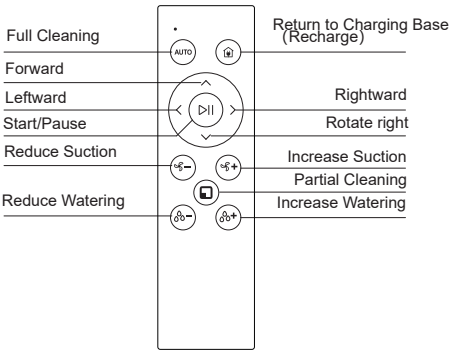 Full Cleaning
Return to Charging Base
(Recharge)
AUTO
Forward
Leftward
Rightward
Start/Pause
Rotate right
Reduce Suction
Increase Suction
Partial Cleaning
Reduce Watering
Increase Watering